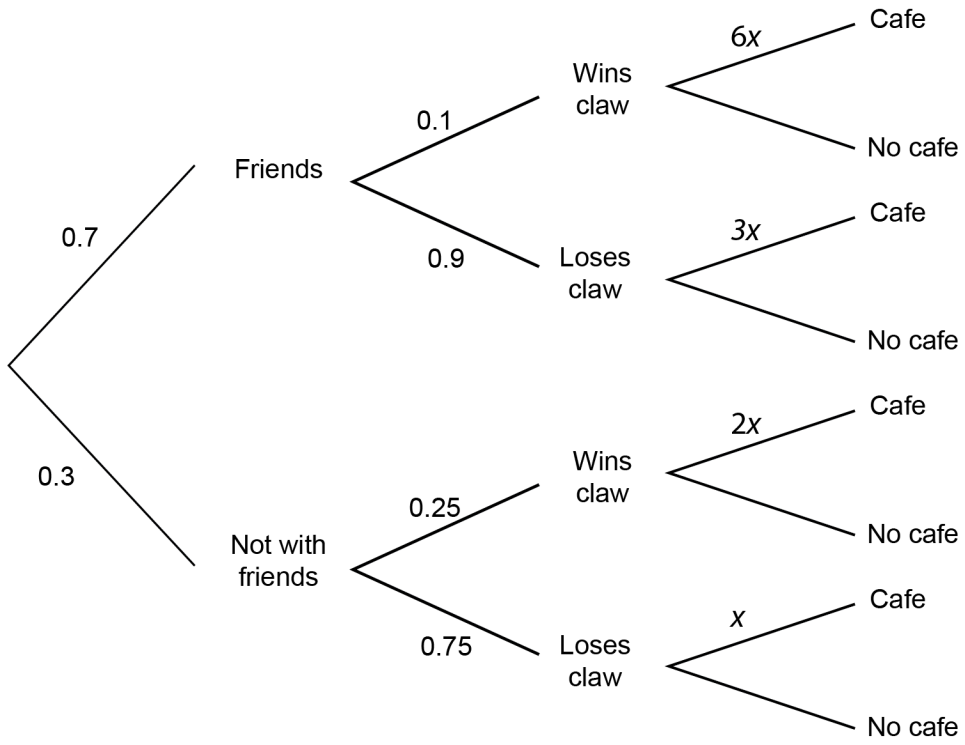 6x
Cafe
Wins
claw
0.1
No cafe
Friends
Cafe
3x
0.7
0.9
Loses
claw
No cafe
Cafe
2x
Wins
claw
0.3
0.25
No cafe
Not with
friends
Cafe
x
0.75
Loses
claw
No cafe